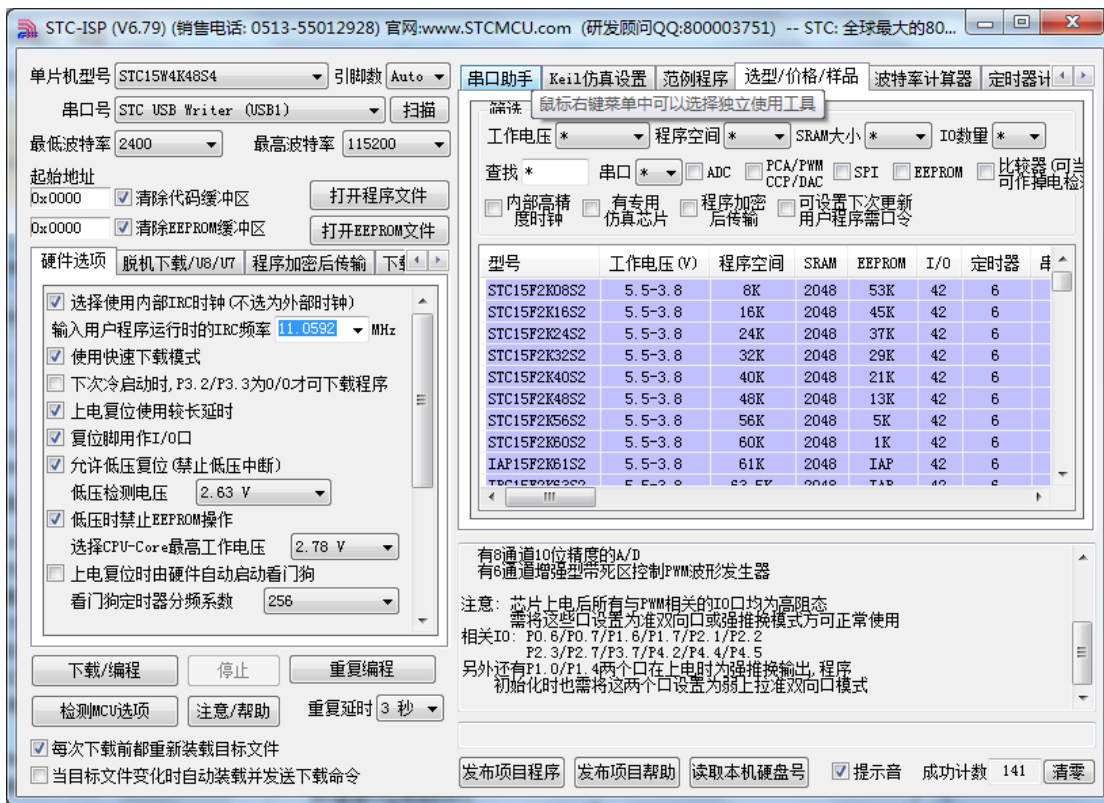 STC-ISP (V6.79) (销售电话: 0513-55012928) 官网:www.STCMCU.com (研发顾问QQ:800003751) -- STC: 全球最大的80...
单片机型号 STC15W4K48S4 引脚数 Auto
串口号 STC USB Writer (USB1) 扫描
最低波特率 2400 最高波特率 115200
起始地址
0x0000 清除代码缓冲区 打开程序文件
0x0000 清除EEPROM缓冲区 打开EEPROM文件
硬件选项 脱机下载/U8/U7 程序加密后传输
选择使用内部IRC时钟(不选为外部时钟)
输入用户程序运行时的IRC频率 11.0592 MHz
使用快速下载模式
下次冷启动时,P3.2/P3.3为0/0才可下载程序
上电复位使用较长延时
复位脚用作I/O口
允许低压复位(禁止低压中断)
低压检测电压 2.63 V
低压时禁止EEPROM操作
选择CPU-Core最高工作电压 2.78 V
上电复位时由硬件自动启动看门狗
看门狗定时器分频系数 256
下载/编程 停止 重复编程
检测MCU选项 注意/帮助 重复延时 3 秒
每次下载前都重新装载目标文件
当目标文件变化时自动装载并发送下载命令
串口助手 Keil仿真设置 范例程序 选型/价格/样品 波特率计算器 定时器计
鼠标右键菜单中可以选择独立使用工具
筛选
工作电压 * 程序空间 * SRAM大小 * IO数量 *
查找 * 串口 * ADC PCA/PWM CCP/DAC SPI EEPROM 比较器(可当 可作掉电检
内部高精度时钟 有专用仿真芯片 程序加密后传输 可设置下次更新用户程序需口令
型号 工作电压(V) 程序空间 SRAM EEPROM I/O 定时器
STC15F2K08S2 5.5-3.8 8K 2048 53K 42 6
STC15F2K16S2 5.5-3.8 16K 2048 45K 42 6
STC15F2K24S2 5.5-3.8 24K 2048 37K 42 6
STC15F2K32S2 5.5-3.8 32K 2048 29K 42 6
STC15F2K40S2 5.5-3.8 40K 2048 21K 42 6
STC15F2K48S2 5.5-3.8 48K 2048 13K 42 6
STC15F2K56S2 5.5-3.8 56K 2048 5K 42 6
STC15F2K60S2 5.5-3.8 60K 2048 1K 42 6
IAP15F2K61S2 5.5-3.8 61K 2048 IAP 42 6
有8通道10位精度的A/D
有6通道增强型带死区控制PWM波形发生器
注意: 芯片上电后所有与PWM相关的IO口均为高阻态
需将这些口设置为准双向口或强推挽模式方可正常使用
相关IO: P0.6/P0.7/P1.6/P1.7/P2.1/P2.2
P2.3/P2.7/P3.7/P4.2/P4.4/P4.5
另外还有P1.0/P1.4两个口在上电时为强推挽输出,程序
初始化时也需将这两个口设置为弱上拉准双向口模式
发布项目程序 发布项目帮助 读取本机硬盘号 提示音 成功计数 141 清零